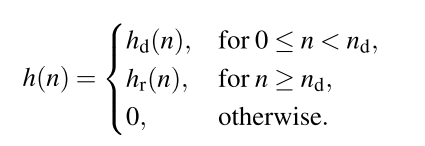 h_d(n), for 0 ≤ n < n_d,
h(n) = { h_r(n), for n ≥ n_d,
0, otherwise.